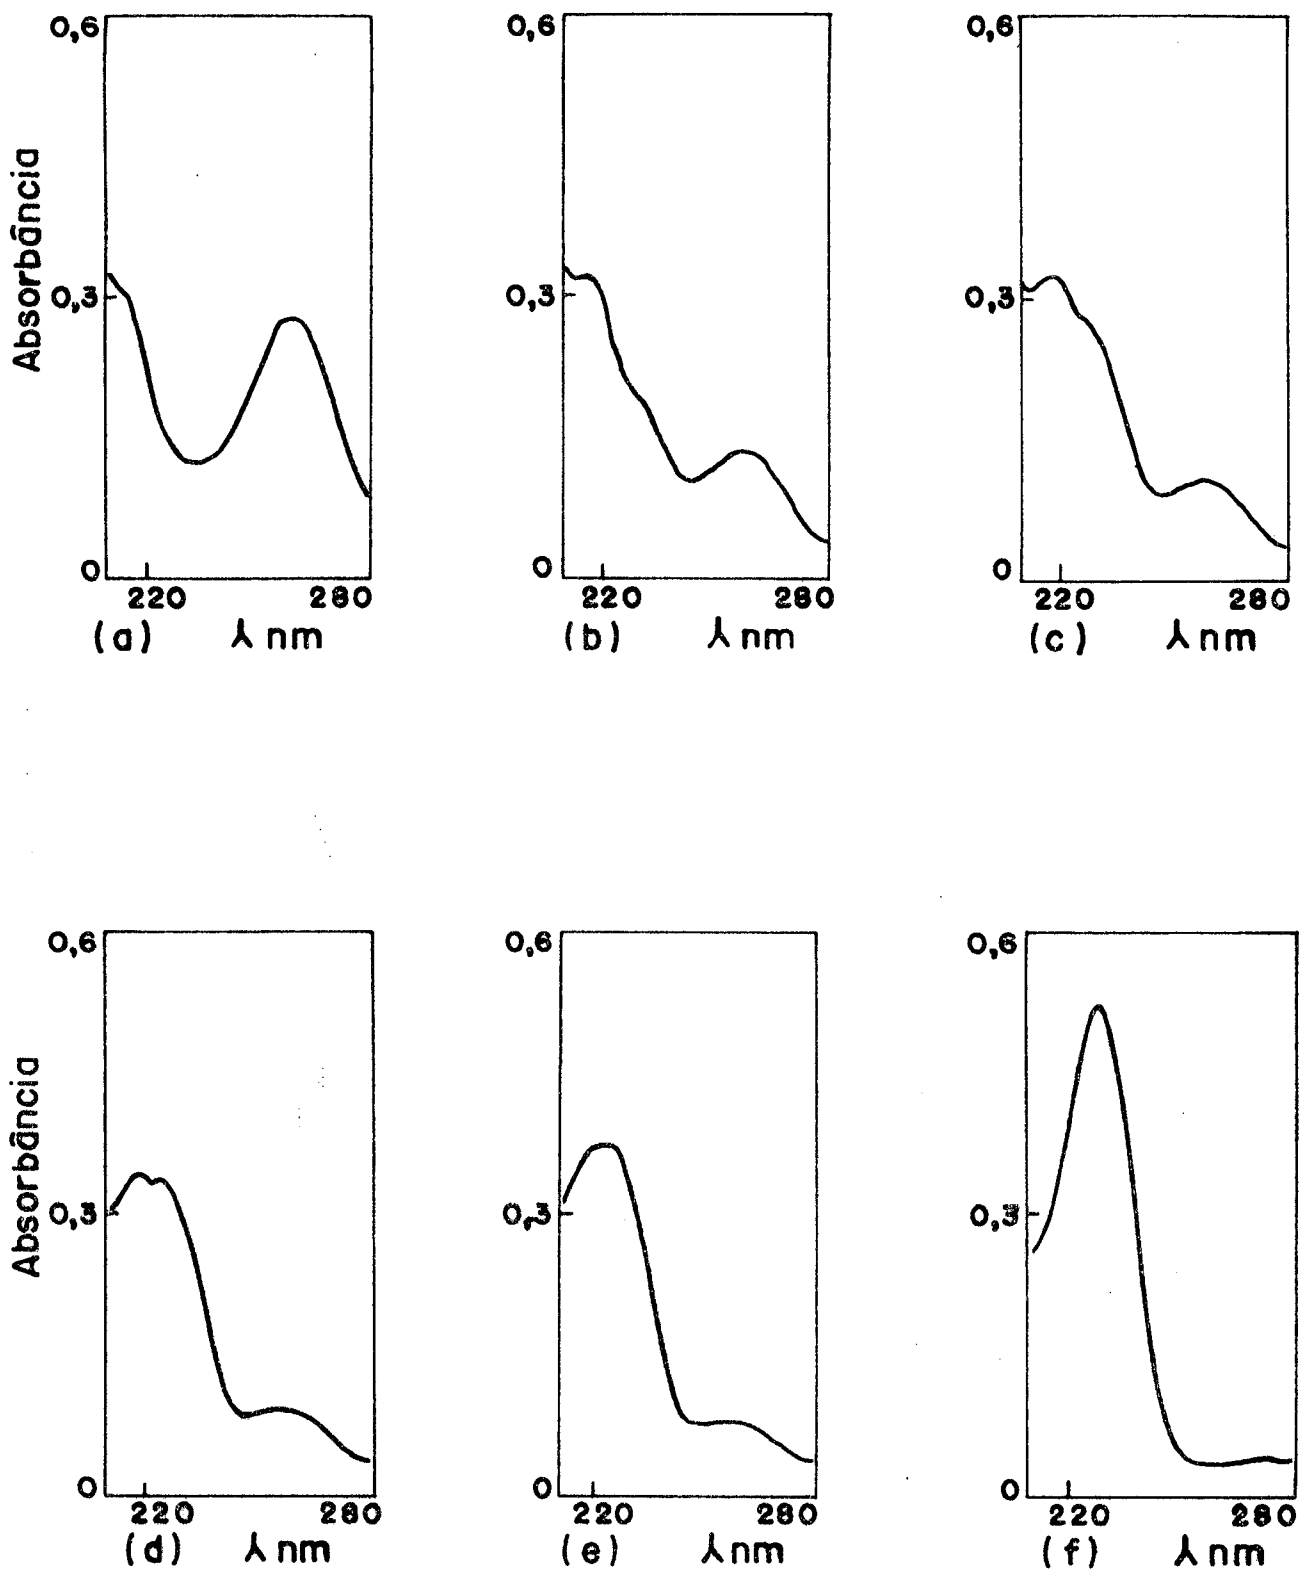 0,6 0,6 0,6
Absorbância
0,3 0,3 0,3
0 0 0
220 280 220 280 220 280
(a) λ nm (b) λ nm (c) λ nm
0,6 0,6 0,6
Absorbância
0,3 0,3 0,3
0 0 0
220 280 220 280 220 280
(d) λ nm (e) λ nm (f) λ nm